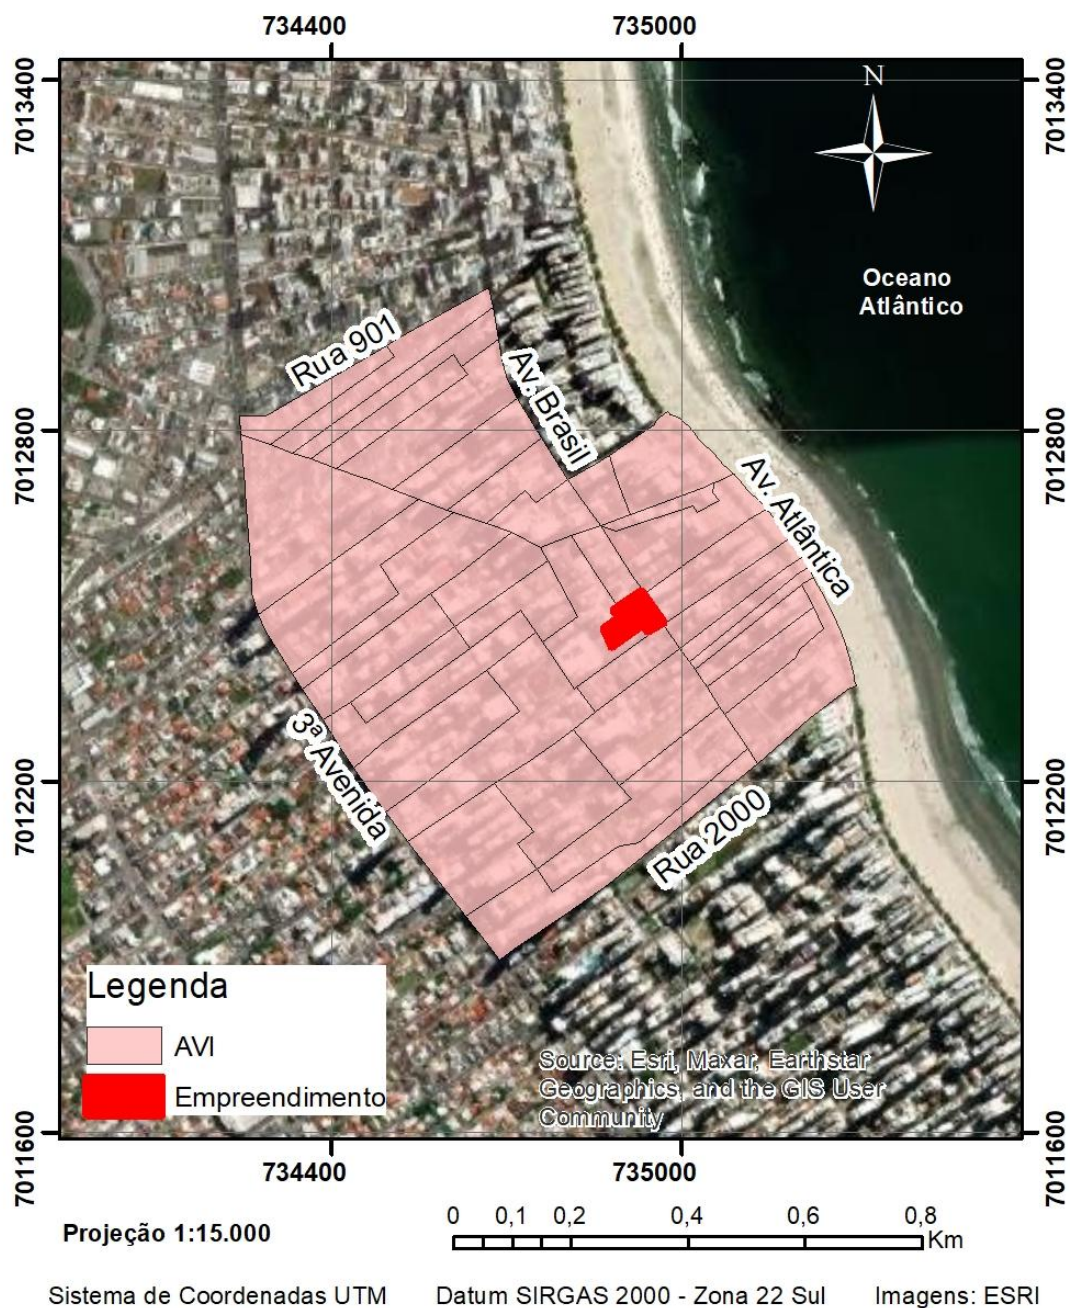 734400
735000
7013400
N
7013400
Oceano
Atlântico
Rua 901
Av. Brasil
7012800
7012800
Av. Atlântica
3ª Avenida
7012200
7012200
Rua 2000
Legenda
AVI
Empreendimento
Source: Esri, Maxar, Earthstar
Geographics, and the GIS User
Community
7011600
7011600
734400
735000
Projeção 1:15.000
0 0,1 0,2 0,4 0,6 0,8
Km
Sistema de Coordenadas UTM Datum SIRGAS 2000 - Zona 22 Sul Imagens: ESRI